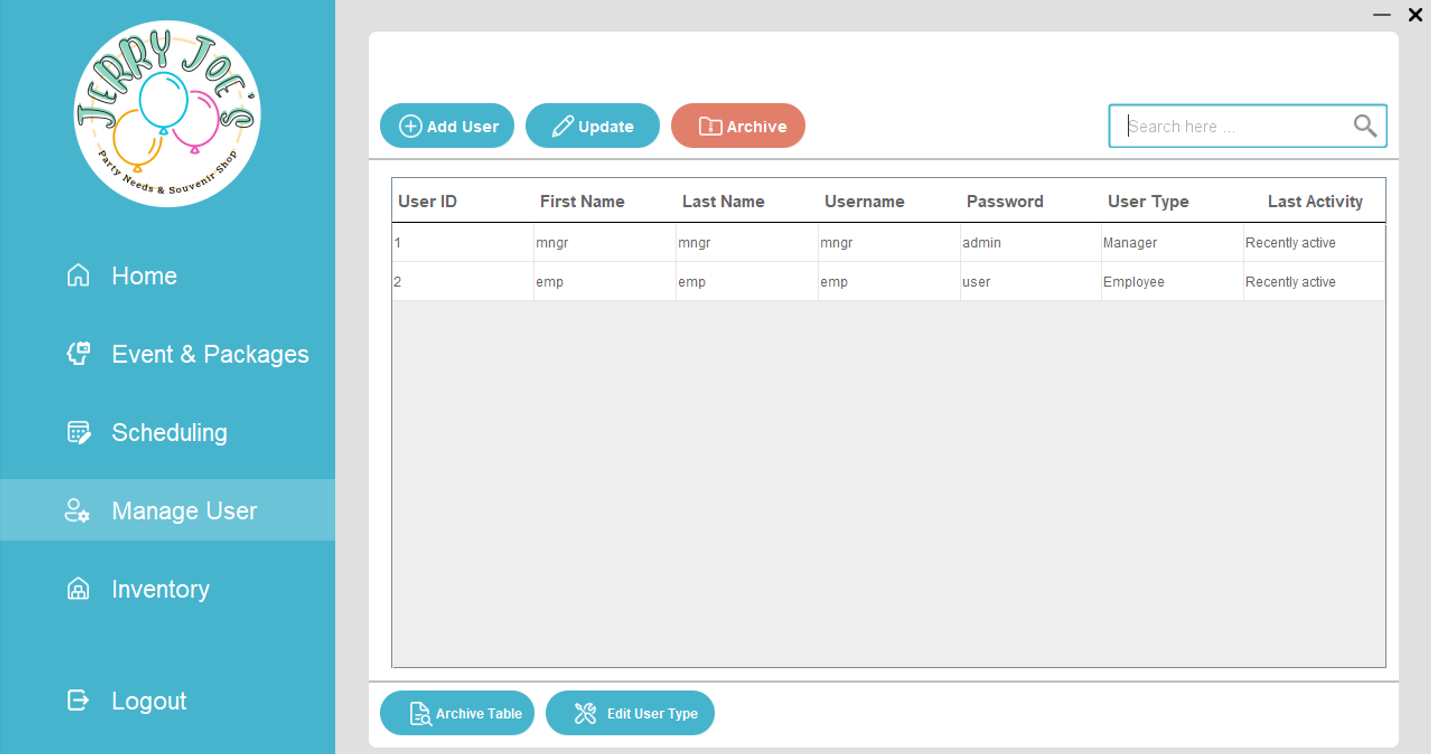 JERRY JOE'S
Party Needs & Souvenir Shop
Home
Event & Packages
Scheduling
Manage User
Inventory
Logout
Add User
Update
Archive
Search here ...
User ID First Name Last Name Username Password User Type Last Activity
1 mngr mngr mngr admin Manager Recently active
2 emp emp emp user Employee Recently active
Archive Table
Edit User Type